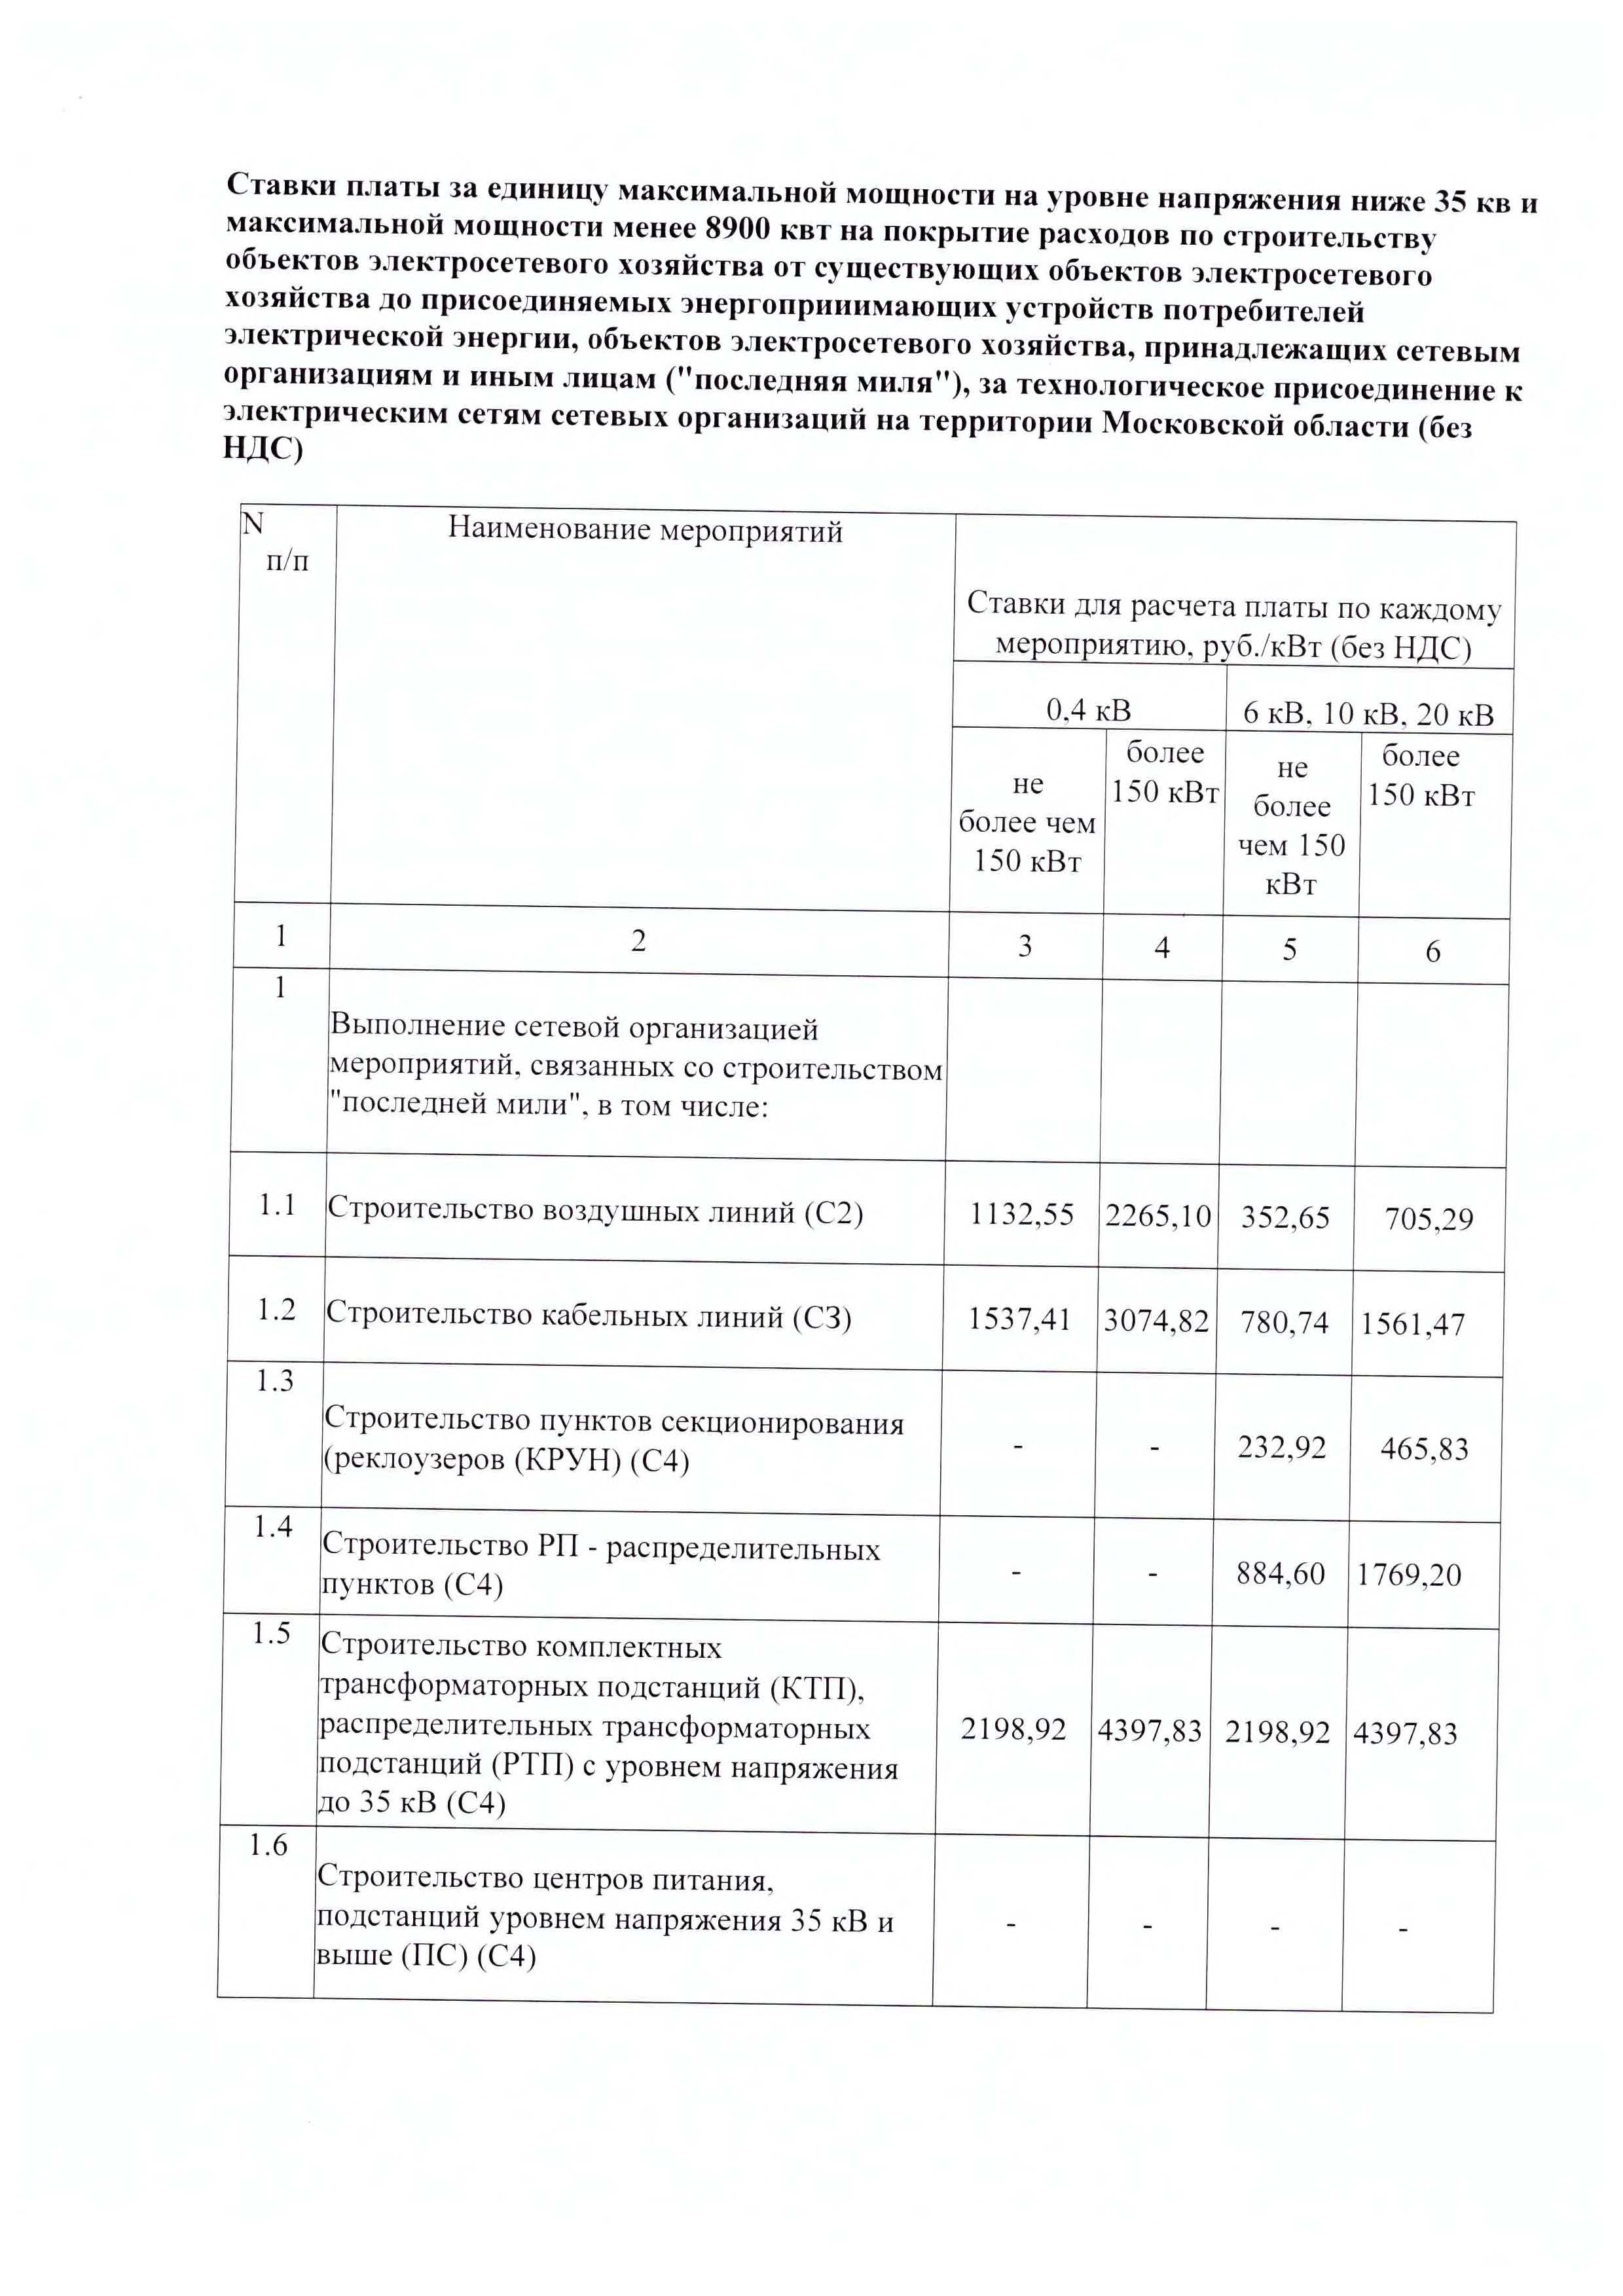 Ставки платы за единицу максимальной мощности на уровне напряжения ниже 35 кв и
максимальной мощности менее 8900 квт на покрытие расходов по строительству
объектов электросетевого хозяйства от существующих объектов электросетевого
хозяйства до присоединяемых энергоприиимающих устройств потребителей
электрической энергии, объектов электросетевого хозяйства, принадлежащих сетевым
организациям и иным лицам ("последняя миля"), за технологическое присоединение к
электрическим сетям сетевых организаций на территории Московской области (без
НДС)
N
п/п
Наименование мероприятий
Ставки для расчета платы по каждому
мероприятию, руб./кВт (без НДС)
0,4 кВ
6 кВ, 10 кВ, 20 кВ
не
более чем
150 кВт
более
150 кВт
не
более
чем 150
кВт
более
150 кВт
1 2 3 4 5 6
1
Выполнение сетевой организацией
мероприятий, связанных со строительством
"последней мили", в том числе:
1.1 Строительство воздушных линий (С2) 1132,55 2265,10 352,65 705,29
1.2 Строительство кабельных линий (С3) 1537,41 3074,82 780,74 1561,47
1.3
Строительство пунктов секционирования
(реклоузеров (КРУН) (С4)
- - 232,92 465,83
1.4
Строительство РП - распределительных
пунктов (С4)
- - 884,60 1769,20
1.5
Строительство комплектных
трансформаторных подстанций (КТП),
распределительных трансформаторных
подстанций (РТП) с уровнем напряжения
до 35 кВ (С4)
2198,92 4397,83 2198,92 4397,83
1.6
Строительство центров питания,
подстанций уровнем напряжения 35 кВ и
выше (ПС) (С4)
- - - -